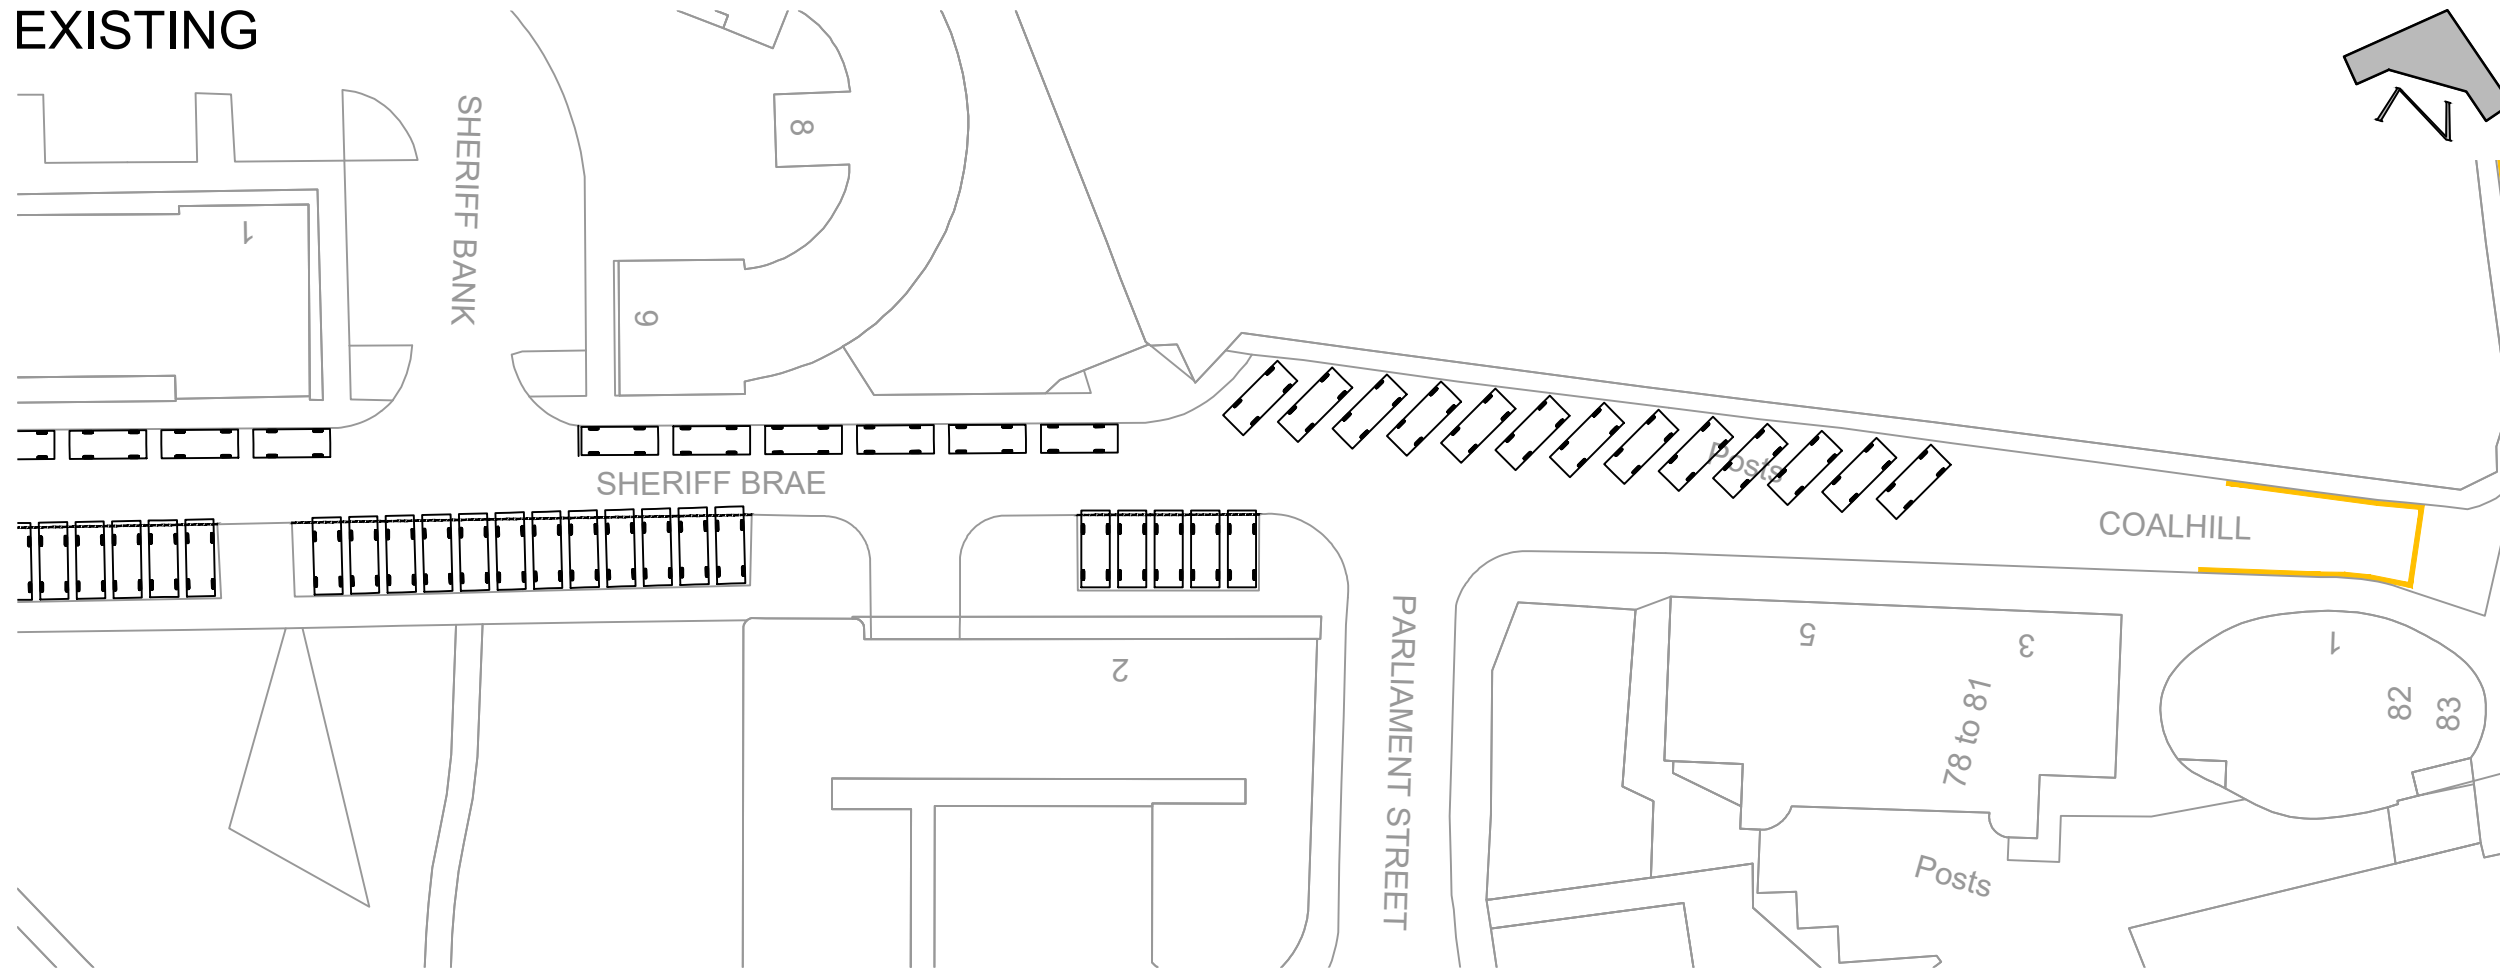 EXISTING
SHERIFF BANK
8
1
9
Posts
SHERIFF BRAE
COALHILL
PARLIAMENT STREET
2
5
3
1
78 to 81
82
83
Posts
N